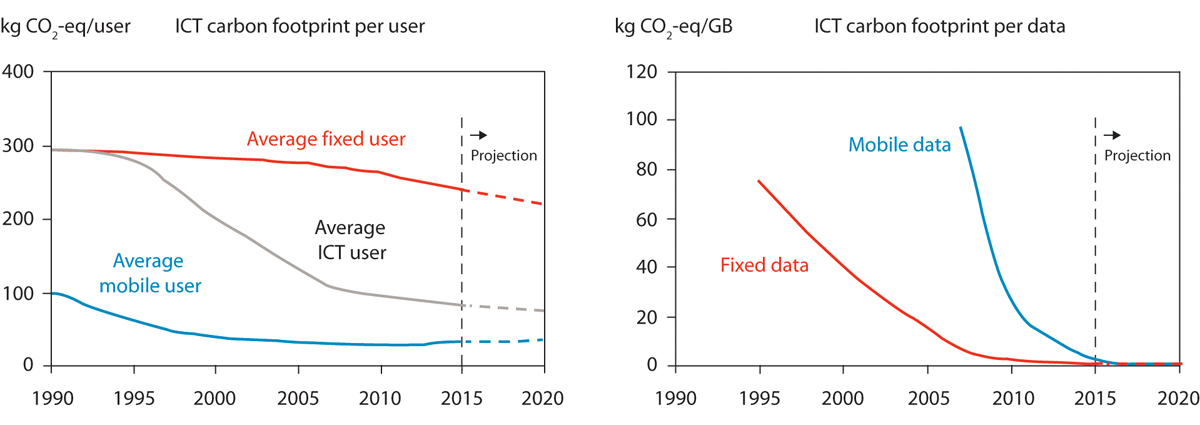 kg CO₂-eq/user ICT carbon footprint per user
400
300
200
100
0
Average fixed user
Projection
Average
ICT user
Average
mobile user
1990 1995 2000 2005 2010 2015 2020
kg CO₂-eq/GB ICT carbon footprint per data
120
100
80
60
40
20
0
Mobile data
Projection
Fixed data
1990 1995 2000 2005 2010 2015 2020